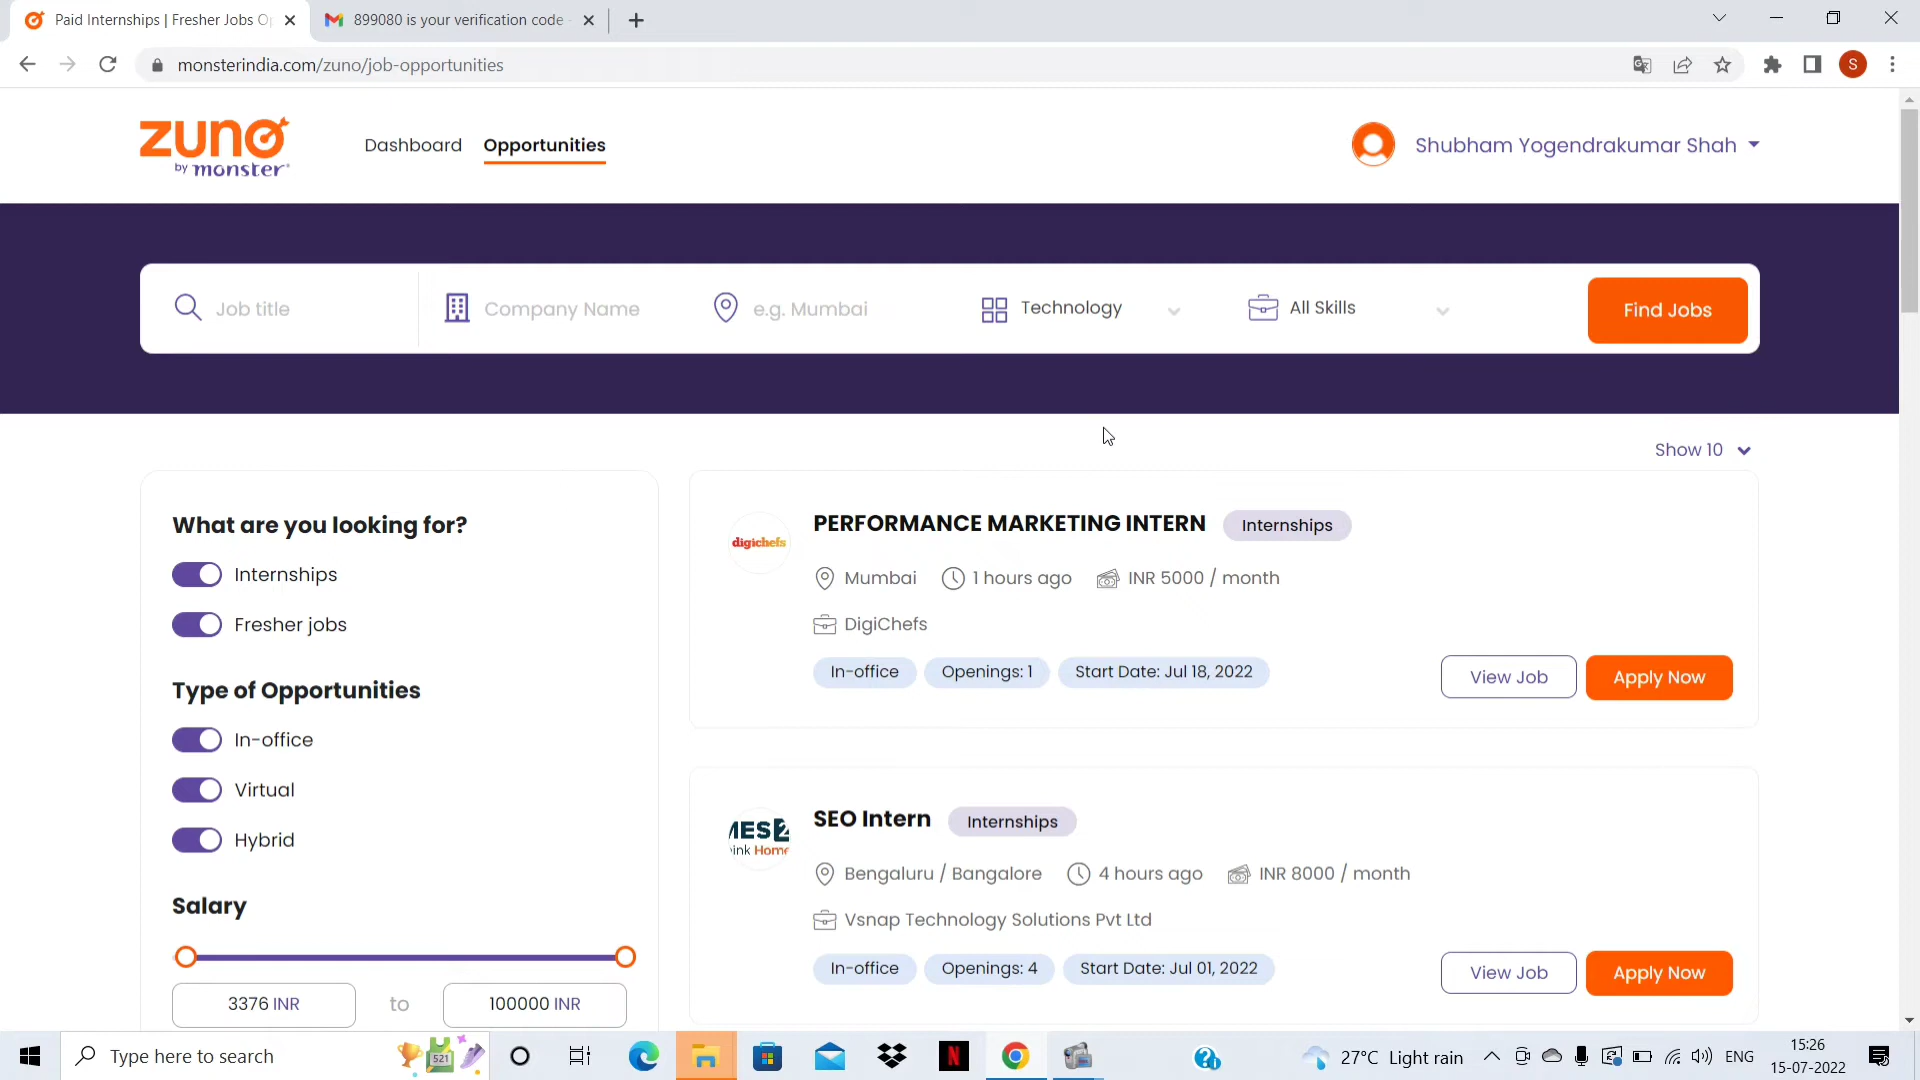 Paid Internships | Fresher Jobs O
899080 is your verification code
monsterindia.com/zuno/job-opportunities
S
zuno
by monster
Dashboard
Opportunities
Shubham Yogendrakumar Shah
Job title
Company Name
e.g. Mumbai
Technology
All Skills
Find Jobs
Show 10
What are you looking for?
Internships
Fresher jobs
Type of Opportunities
In-office
Virtual
Hybrid
Salary
3376 INR
to
100000 INR
digichefs
PERFORMANCE MARKETING INTERN
Internships
Mumbai
1 hours ago
INR 5000 / month
DigiChefs
In-office
Openings: 1
Start Date: Jul 18, 2022
View Job
Apply Now
MES2
ink Home
SEO Intern
Internships
Bengaluru / Bangalore
4 hours ago
INR 8000 / month
Vsnap Technology Solutions Pvt Ltd
In-office
Openings: 4
Start Date: Jul 01, 2022
View Job
Apply Now
Type here to search
521
N
27°C Light rain
ENG
15:26
15-07-2022